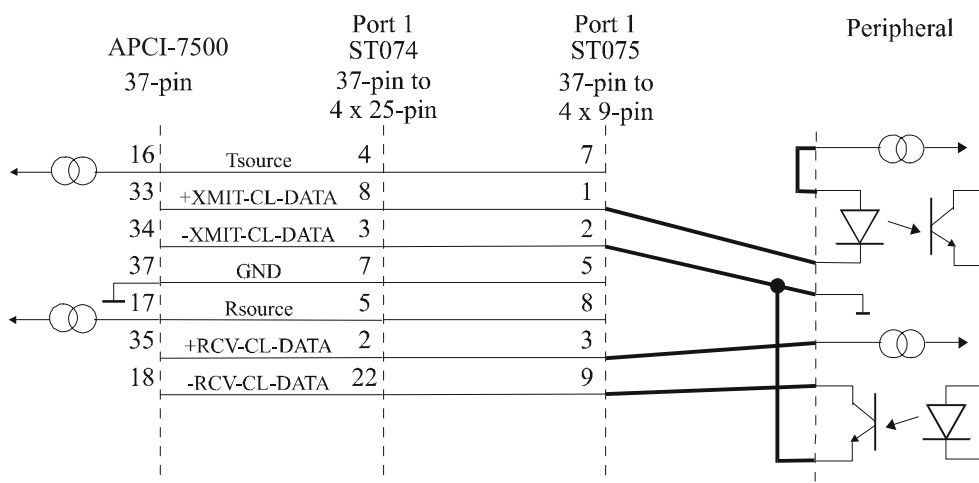 APCI-7500
37-pin
Port 1
ST074
37-pin to
4 x 25-pin
Port 1
ST075
37-pin to
4 x 9-pin
Peripheral
16 Tsource 4 7
33 +XMIT-CL-DATA 8 1
34 -XMIT-CL-DATA 3 2
37 GND 7 5
17 Rsource 5 8
35 +RCV-CL-DATA 2 3
18 -RCV-CL-DATA 22 9